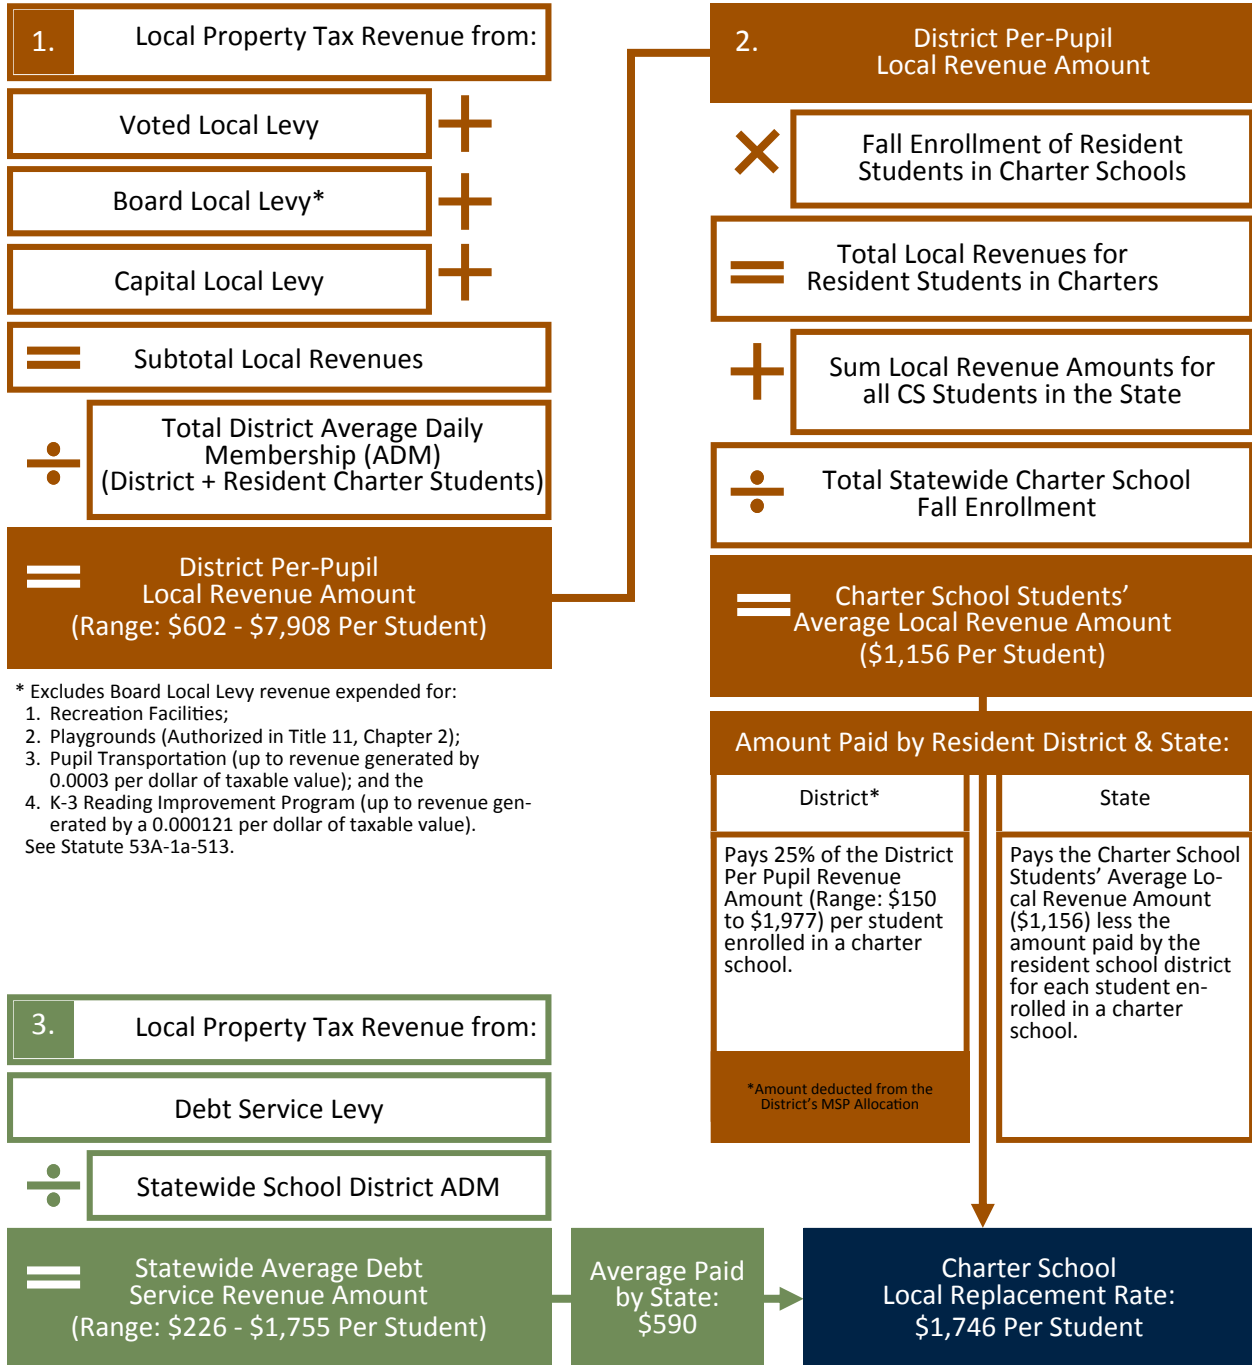 1.
Local Property Tax Revenue from:
Voted Local Levy
+
Board Local Levy*
+
Capital Local Levy
+
= Subtotal Local Revenues
÷
Total District Average Daily
Membership (ADM)
(District + Resident Charter Students)
=
District Per-Pupil
Local Revenue Amount
(Range: $602 - $7,908 Per Student)
* Excludes Board Local Levy revenue expended for:
1. Recreation Facilities;
2. Playgrounds (Authorized in Title 11, Chapter 2);
3. Pupil Transportation (up to revenue generated by
0.0003 per dollar of taxable value); and the
4. K-3 Reading Improvement Program (up to revenue gen-
erated by a 0.000121 per dollar of taxable value).
See Statute 53A-1a-513.
2.
District Per-Pupil
Local Revenue Amount
×
Fall Enrollment of Resident
Students in Charter Schools
=
Total Local Revenues for
Resident Students in Charters
+
Sum Local Revenue Amounts for
all CS Students in the State
÷
Total Statewide Charter School
Fall Enrollment
=
Charter School Students’
Average Local Revenue Amount
($1,156 Per Student)
Amount Paid by Resident District & State:
District*
Pays 25% of the District
Per Pupil Revenue
Amount (Range: $150
to $1,977) per student
enrolled in a charter
school.
*Amount deducted from the
District’s MSP Allocation
State
Pays the Charter School
Students’ Average Lo-
cal Revenue Amount
($1,156) less the
amount paid by the
resident school district
for each student en-
rolled in a charter
school.
3.
Local Property Tax Revenue from:
Debt Service Levy
÷
Statewide School District ADM
=
Statewide Average Debt
Service Revenue Amount
(Range: $226 - $1,755 Per Student)
Average Paid
by State:
$590
Charter School
Local Replacement Rate:
$1,746 Per Student